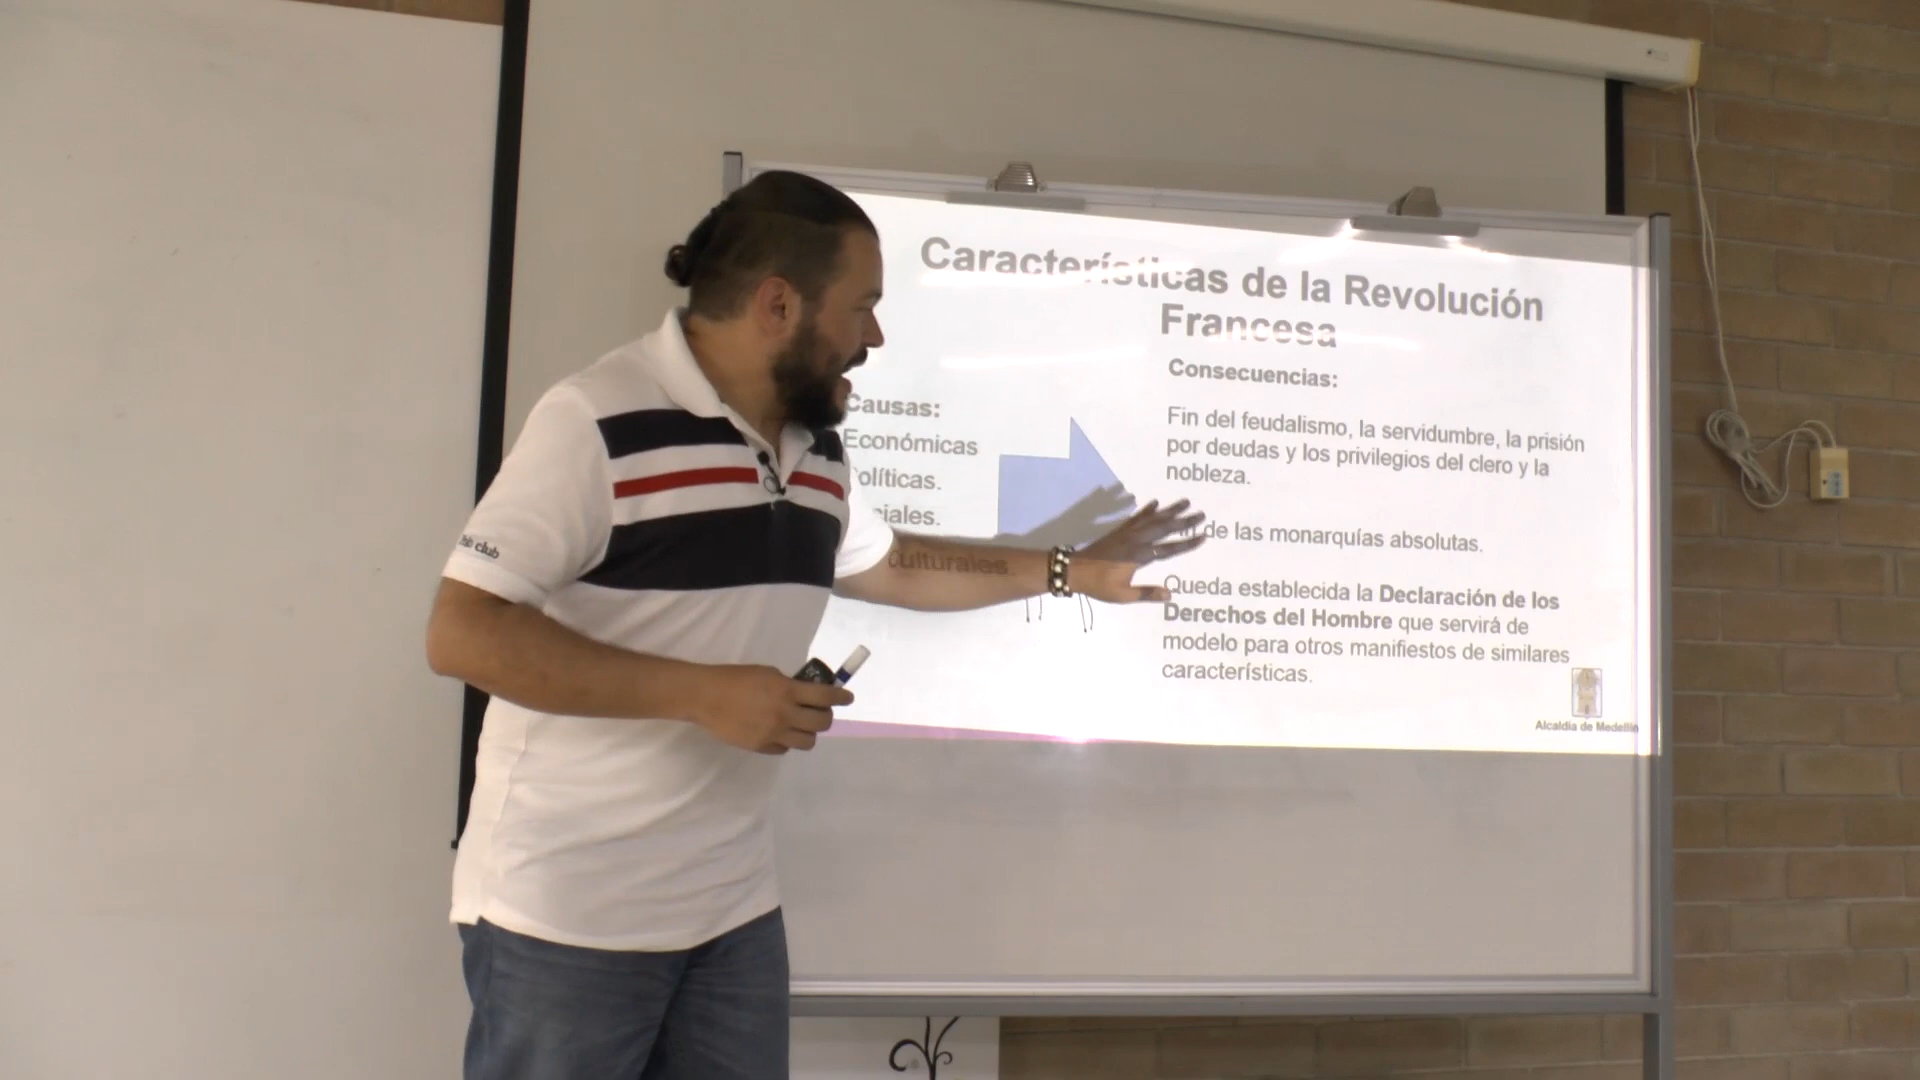 Características de la Revolución
Francesa
Causas:
Económicas
olíticas.
iales.
Culturales.
Consecuencias:
Fin del feudalismo, la servidumbre, la prisión
por deudas y los privilegios del clero y la
nobleza.
Fin de las monarquías absolutas.
Queda establecida la Declaración de los
Derechos del Hombre que servirá de
modelo para otros manifiestos de similares
características.
Alcaldía de Medellín
club